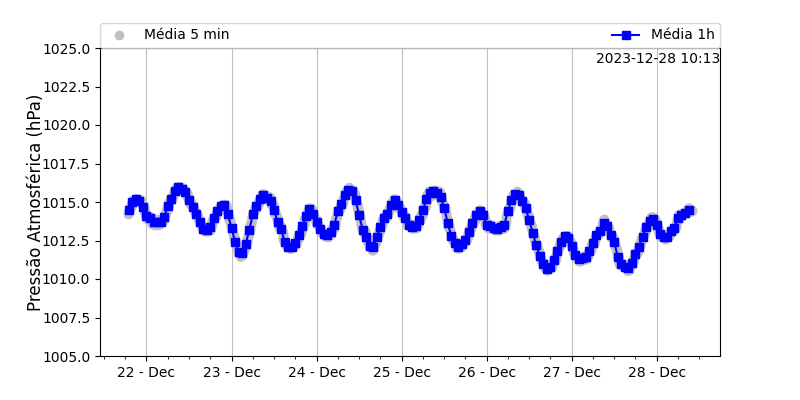 Média 5 min
Média 1h
2023-12-28 10:13
Pressão Atmosférica (hPa)
1025.0
1022.5
1020.0
1017.5
1015.0
1012.5
1010.0
1007.5
1005.0
22 - Dec
23 - Dec
24 - Dec
25 - Dec
26 - Dec
27 - Dec
28 - Dec